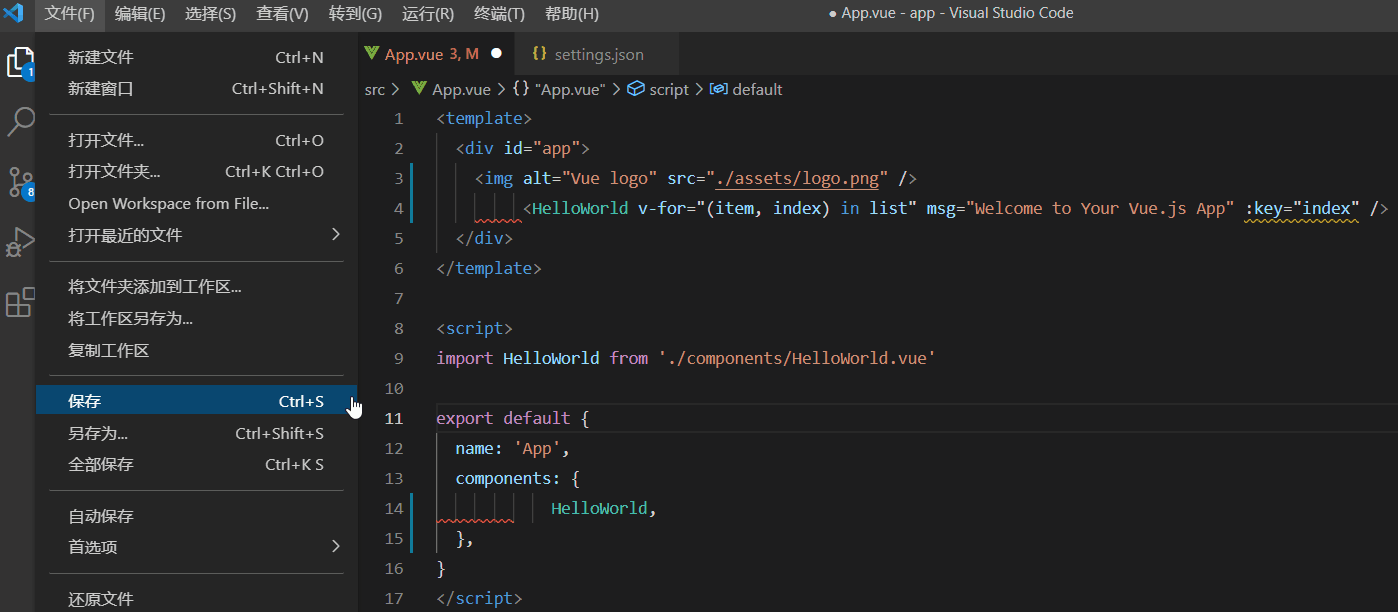 文件(F) 编辑(E) 选择(S) 查看(V) 转到(G) 运行(R) 终端(T) 帮助(H) ● App.vue - app - Visual Studio Code
新建文件 Ctrl+N
新建窗口 Ctrl+Shift+N
打开文件... Ctrl+O
打开文件夹... Ctrl+K Ctrl+O
Open Workspace from File...
打开最近的文件
将文件夹添加到工作区...
将工作区另存为...
复制工作区
保存 Ctrl+S
另存为... Ctrl+Shift+S
全部保存 Ctrl+K S
自动保存
首选项
还原文件
1
8
App.vue 3, M ● {} settings.json
src > App.vue > {} "App.vue" > script > default
1 <template>
2 <div id="app">
3 <img alt="Vue logo" src="./assets/logo.png" />
4 <HelloWorld v-for="(item, index) in list" msg="Welcome to Your Vue.js App" :key="index" />
5 </div>
6 </template>
7
8 <script>
9 import HelloWorld from './components/HelloWorld.vue'
10
11 export default {
12 name: 'App',
13 components: {
14 HelloWorld,
15 },
16 }
17 </script>